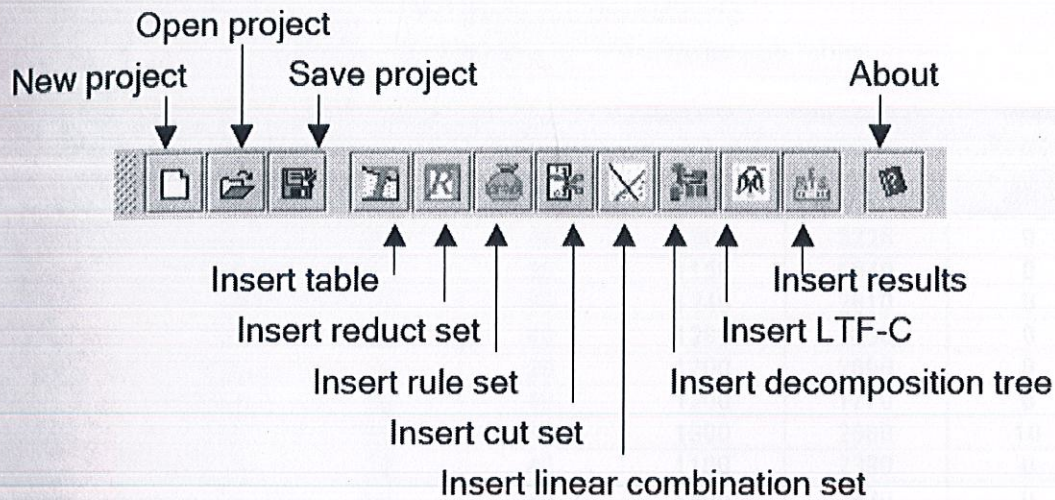 Open project
New project
Save project
About
R
Insert table
Insert results
Insert reduct set
Insert LTF-C
Insert rule set
Insert decomposition tree
Insert cut set
Insert linear combination set